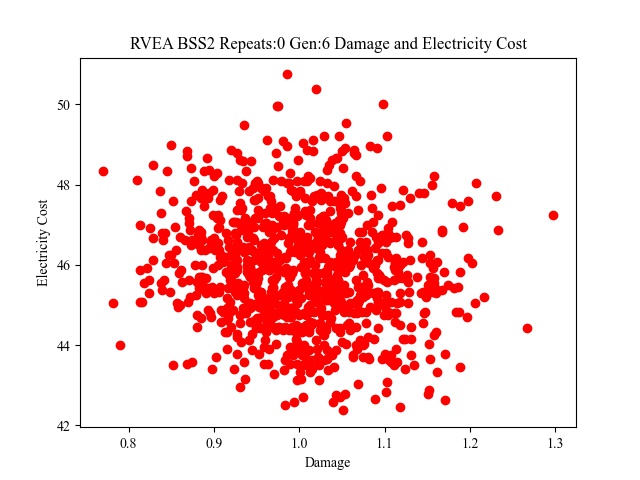 RVEA BSS2 Repeats:0 Gen:6 Damage and Electricity Cost
50
48
46
44
42
Electricity Cost
0.8 0.9 1.0 1.1 1.2 1.3
Damage